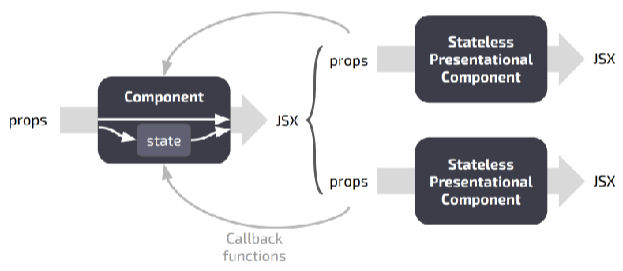 props
Component
state
JSX
props
Stateless
Presentational
Component
JSX
props
Stateless
Presentational
Component
JSX
Callback
functions